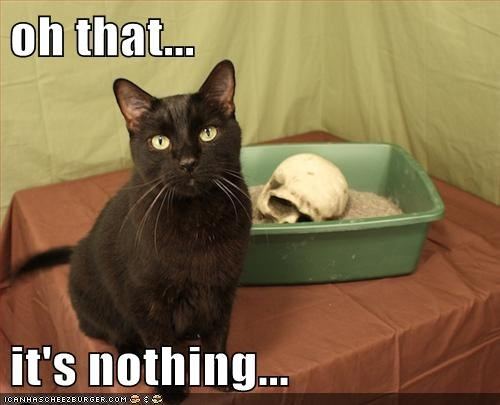 oh that...
it's nothing...
ICANHASCHEEZBURGER.COM